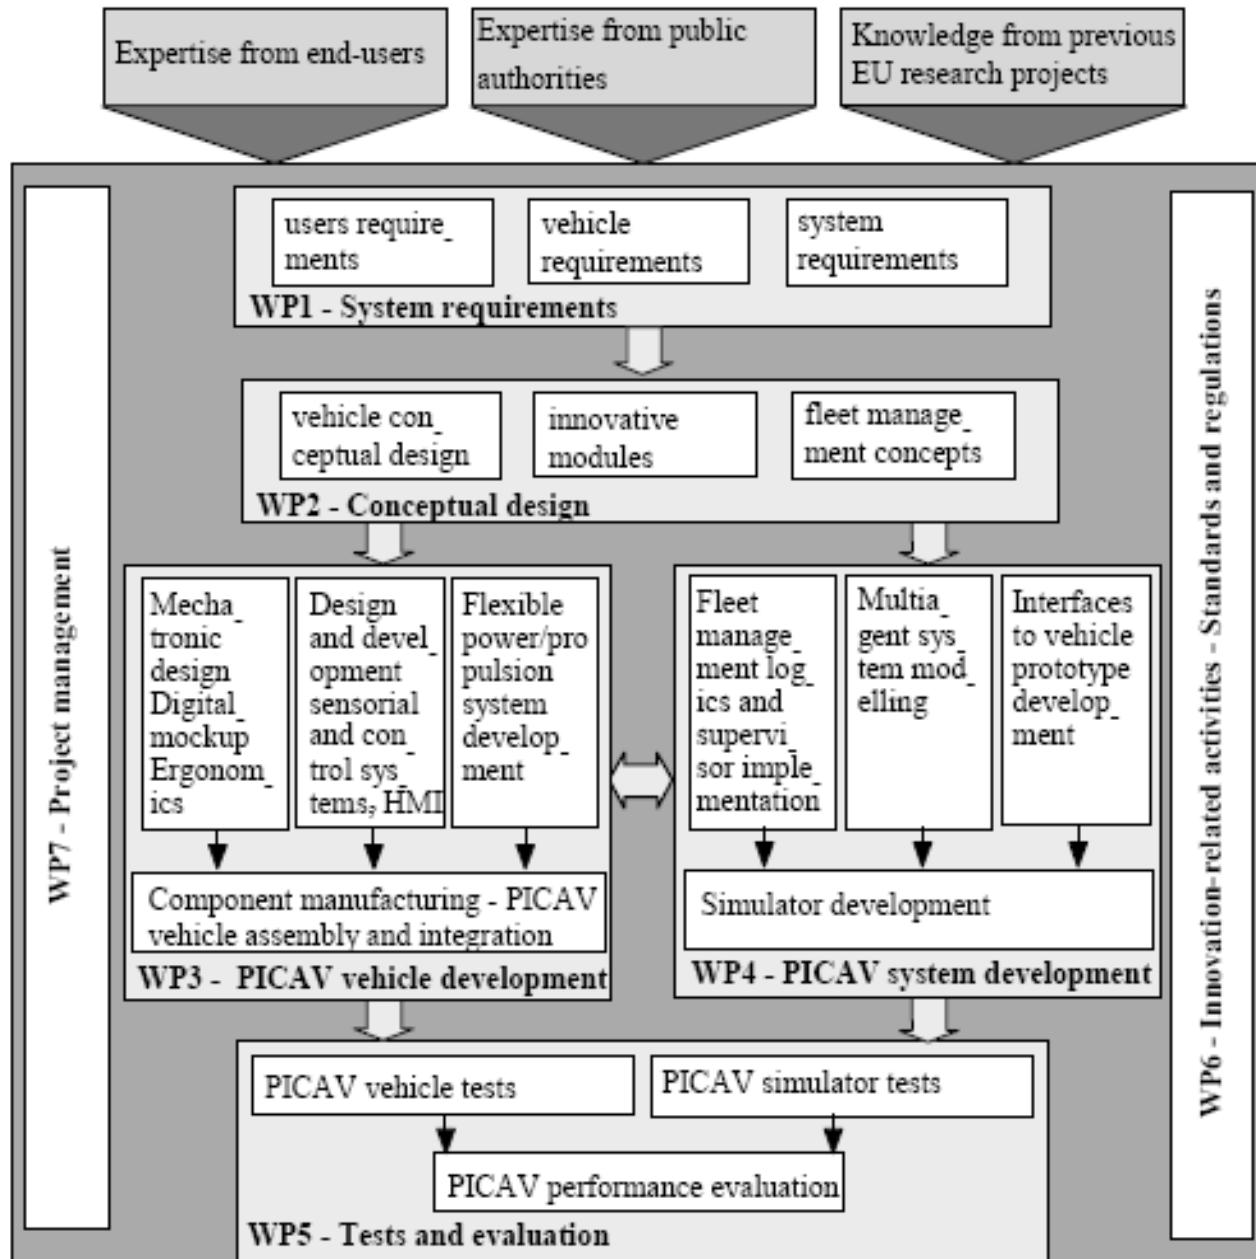 Expertise from end-users
Expertise from public
authorities
Knowledge from previous
EU research projects
WP7 - Project management
users require_
ments
vehicle
requirements
system
requirements
WP1 - System requirements
vehicle con_
ceptual design
innovative
modules
fleet manage_
ment concepts
WP2 - Conceptual design
Mecha_
tronic
design
Digital
mockup
Ergonom_
ics
Design
and devel_
opment
sensorial
and con_
trol sys_
tems, HMI
Flexible
power/pro_
pulsion
system
develop_
ment
Component manufacturing - PICAV
vehicle assembly and integration
WP3 - PICAV vehicle development
Fleet
manage_
ment log_
ics and
supervi_
sor imple_
mentation
Multia_
gent sys_
tem mod_
elling
Interfaces
to vehicle
prototype
develop_
ment
Simulator development
WP4 - PICAV system development
PICAV vehicle tests
PICAV simulator tests
PICAV performance evaluation
WP5 - Tests and evaluation
WP6 - Innovation-related activities - Standards and regulations